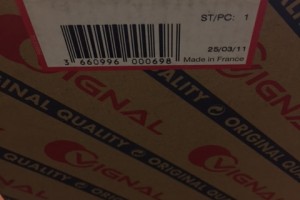 ST/PC: 1
25/03/11
3 660996 000698
Made in France
VIGNAL
ORIGINAL QUALITY
VIGNAL
ORIGINAL QUALITY
VIGNAL
ORIGINAL QUALITY